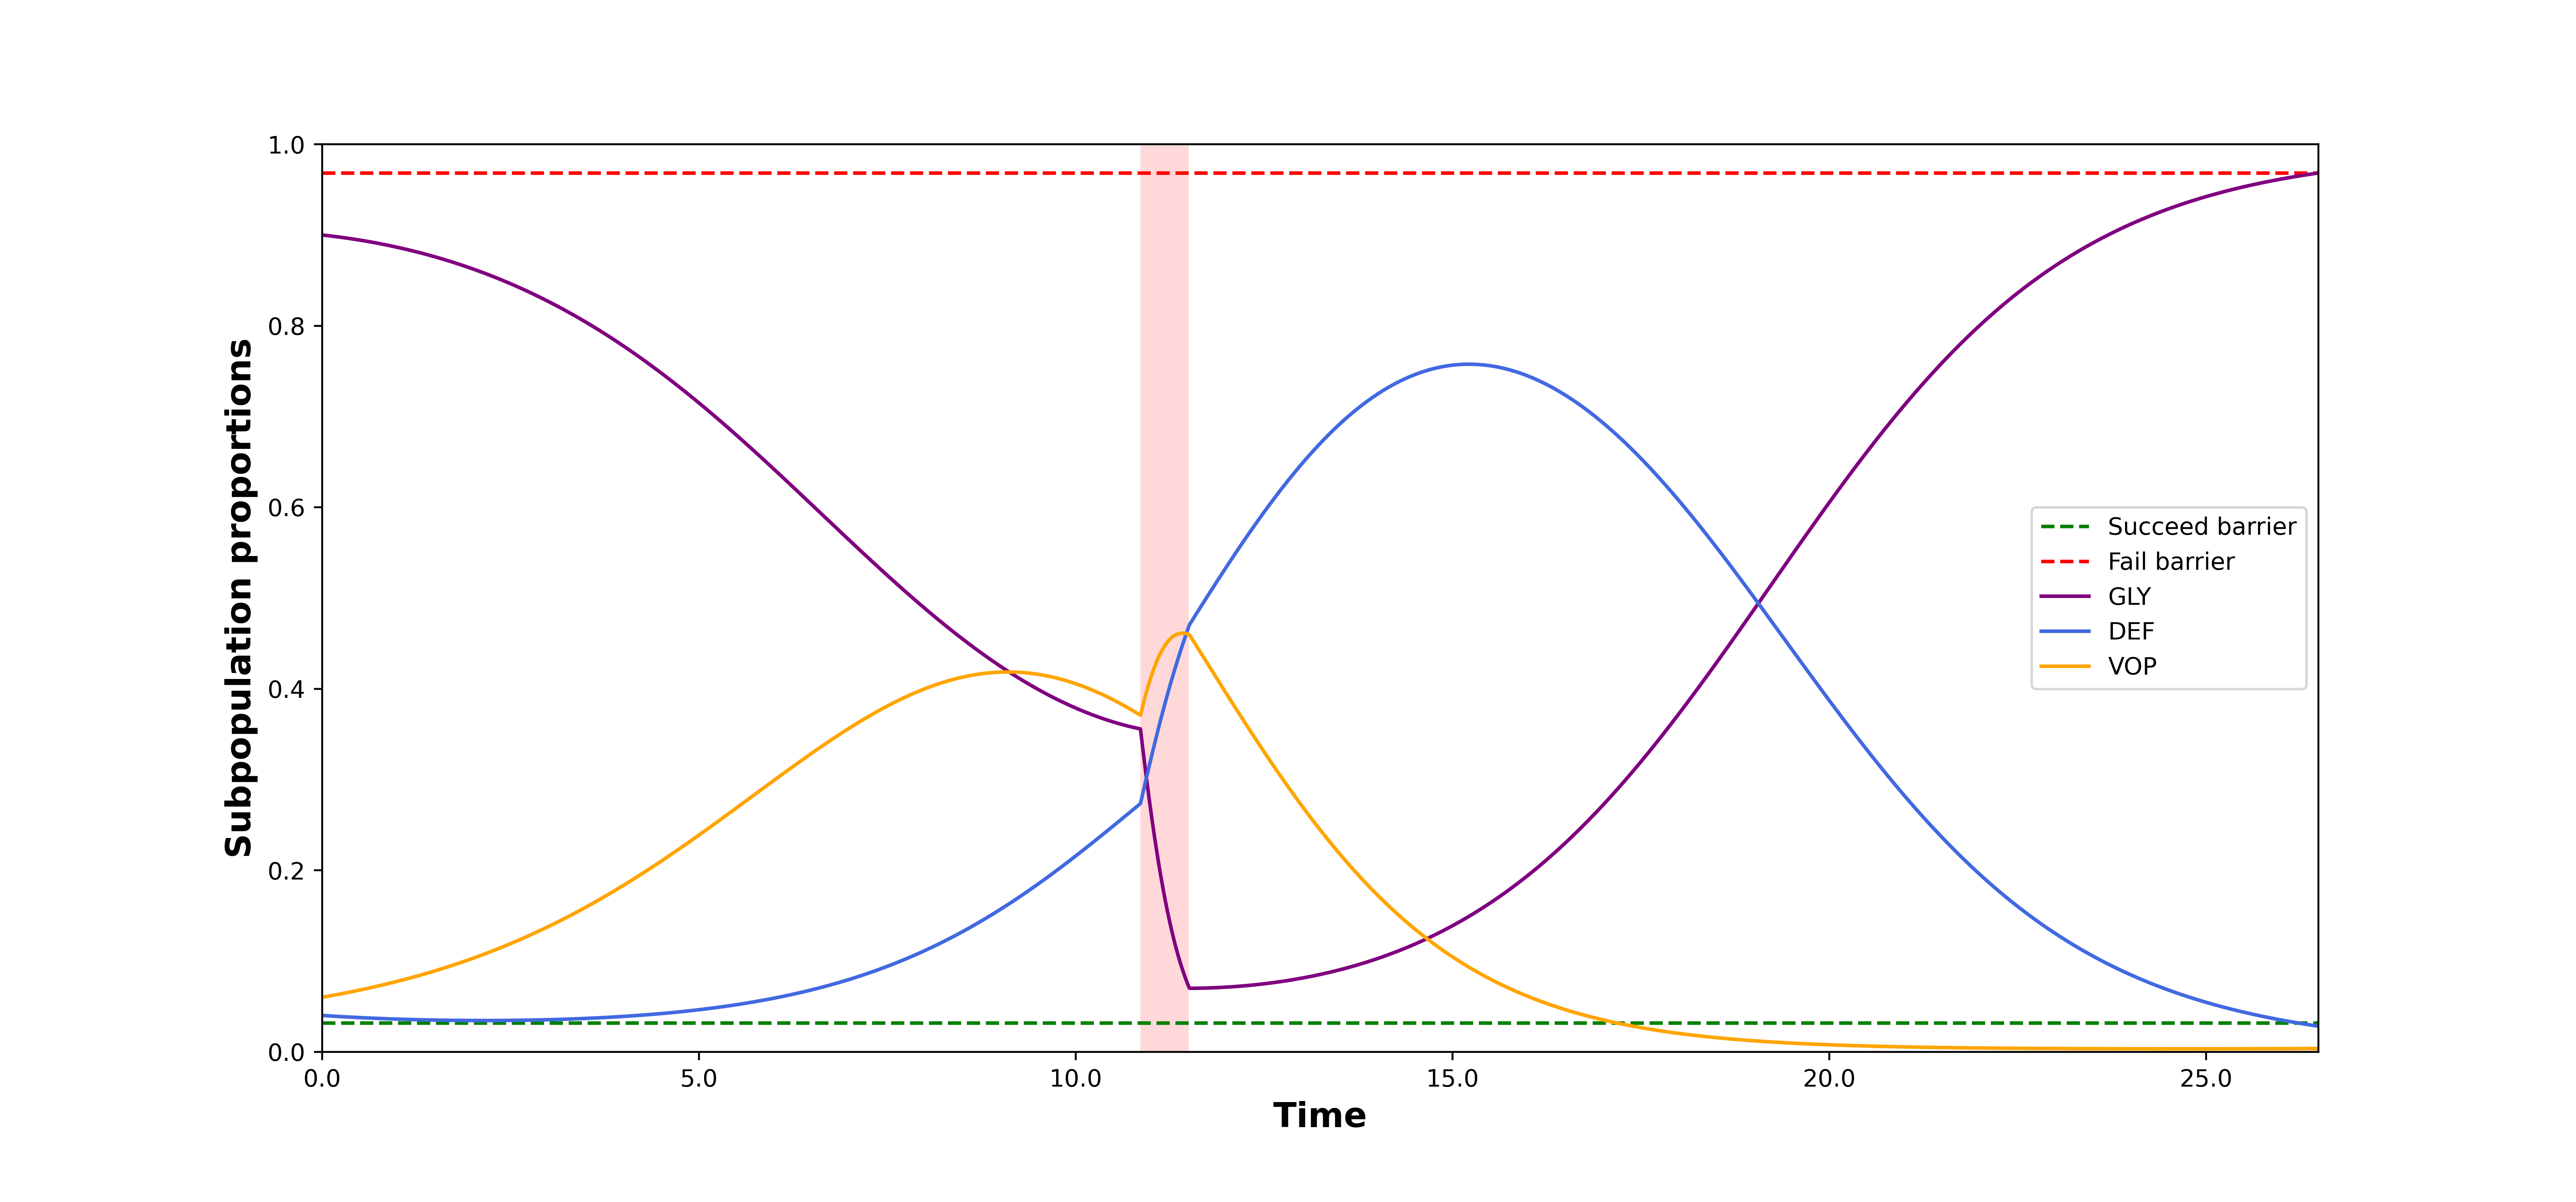 1.0
0.8
0.6
0.4
0.2
0.0
Subpopulation proportions
0.0 5.0 10.0 15.0 20.0 25.0
Time
Succeed barrier
Fail barrier
GLY
DEF
VOP